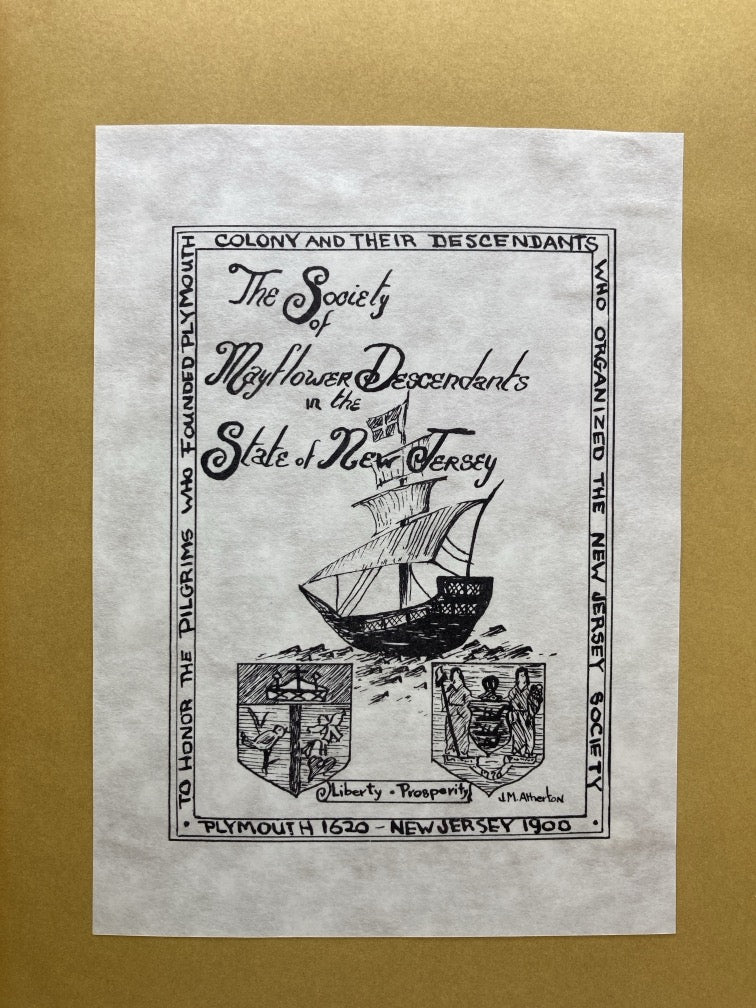 TO HONOR THE PILGRIMS WHO FOUNDED PLYMOUTH
COLONY AND THEIR DESCENDANTS
WHO ORGANIZED THE NEW JERSEY SOCIETY
The Society
of
Mayflower Descendants
in the
State of New Jersey
1776
Liberty • Prosperity
J.M. Atherton
• PLYMOUTH 1620 - NEW JERSEY 1900 •